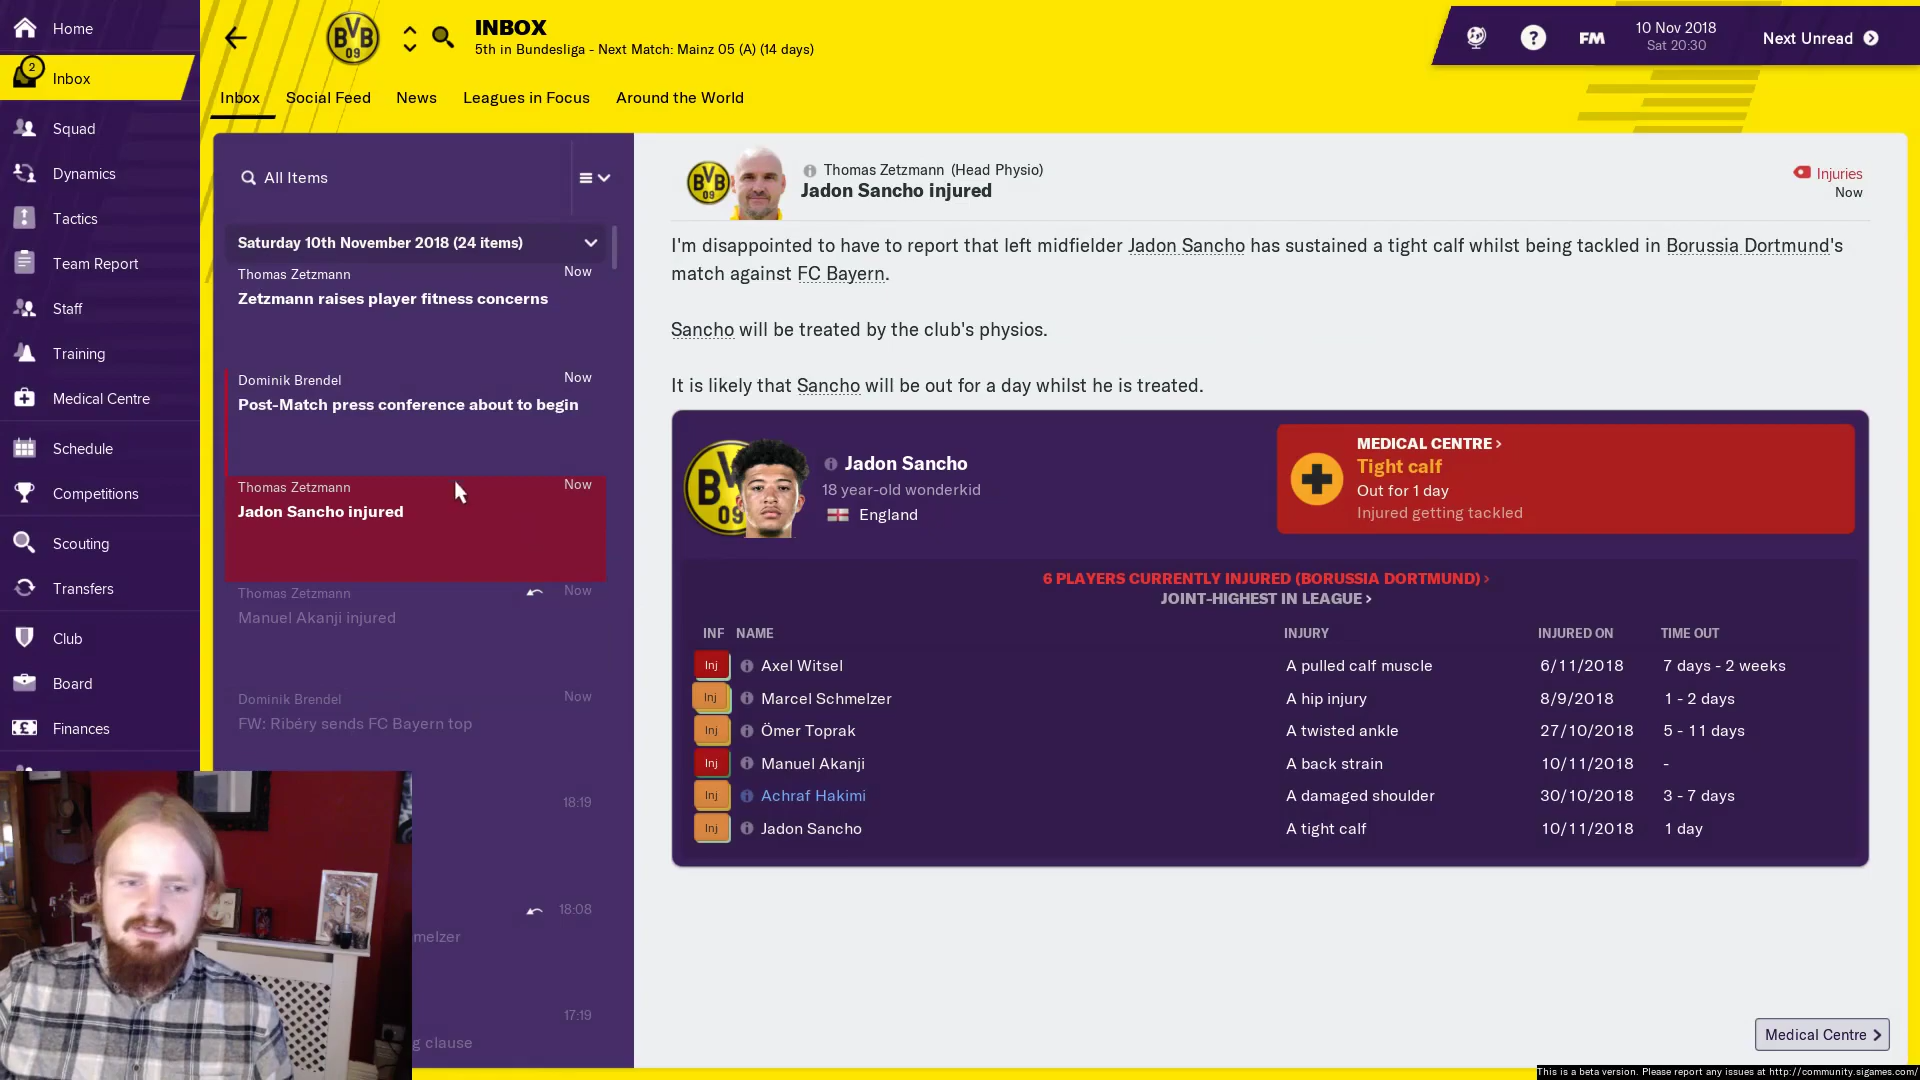 Home
Inbox
2
Squad
Dynamics
Tactics
Team Report
Staff
Training
Medical Centre
Schedule
Competitions
Scouting
Transfers
Club
Board
Finances
BVB
09
INBOX
5th in Bundesliga - Next Match: Mainz 05 (A) (14 days)
?
FM
10 Nov 2018
Sat 20:30
Next Unread
Inbox
Social Feed
News
Leagues in Focus
Around the World
All Items
Saturday 10th November 2018 (24 items)
Thomas Zetzmann
Now
Zetzmann raises player fitness concerns
Dominik Brendel
Now
Post-Match press conference about to begin
Thomas Zetzmann
Now
Jadon Sancho injured
Thomas Zetzmann
Now
Manuel Akanji injured
Dominik Brendel
Now
FW: Ribéry sends FC Bayern top
18:19
18:08
melzer
17:19
g clause
BVB
09
Thomas Zetzmann (Head Physio)
Jadon Sancho injured
Injuries
Now
I'm disappointed to have to report that left midfielder Jadon Sancho has sustained a tight calf whilst being tackled in Borussia Dortmund's
match against FC Bayern.
Sancho will be treated by the club's physios.
It is likely that Sancho will be out for a day whilst he is treated.
Jadon Sancho
18 year-old wonderkid
England
MEDICAL CENTRE >
Tight calf
Out for 1 day
Injured getting tackled
6 PLAYERS CURRENTLY INJURED (BORUSSIA DORTMUND) >
JOINT-HIGHEST IN LEAGUE >
INF NAME INJURY INJURED ON TIME OUT
Inj Axel Witsel A pulled calf muscle 6/11/2018 7 days - 2 weeks
Inj Marcel Schmelzer A hip injury 8/9/2018 1 - 2 days
Inj Ömer Toprak A twisted ankle 27/10/2018 5 - 11 days
Inj Manuel Akanji A back strain 10/11/2018 -
Inj Achraf Hakimi A damaged shoulder 30/10/2018 3 - 7 days
Inj Jadon Sancho A tight calf 10/11/2018 1 day
Medical Centre >
This is a beta version. Please report any issues at http://community.sigames.com/